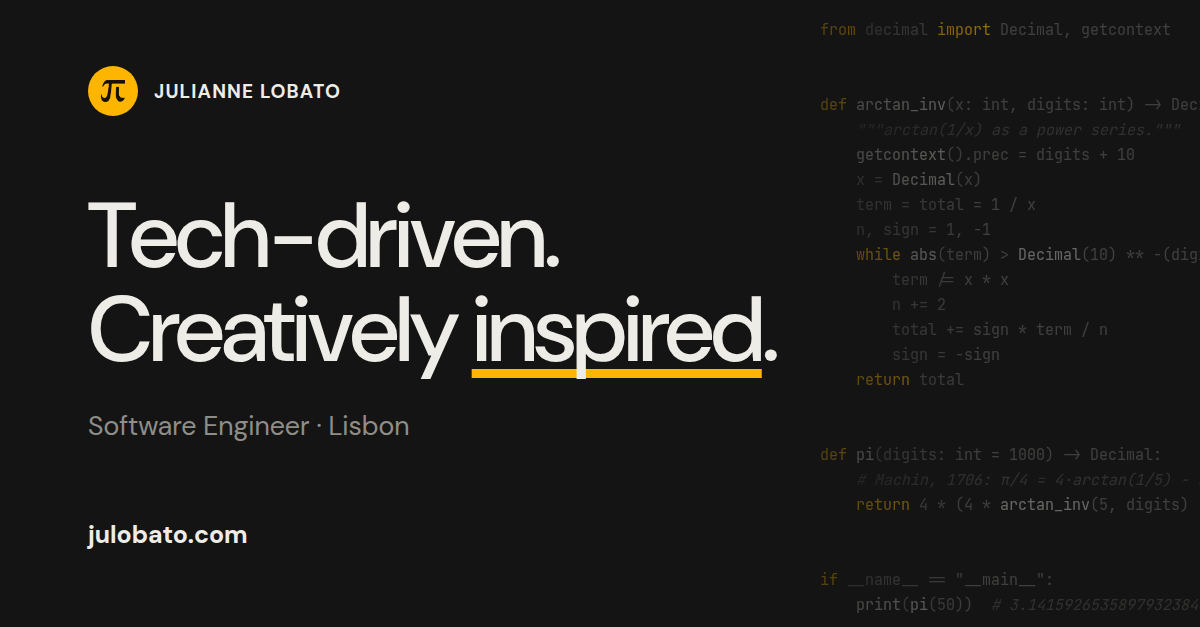 π JULIANNE LOBATO
Tech-driven.
Creatively inspired.
Software Engineer · Lisbon
julobato.com
from decimal import Decimal, getcontext
def arctan_inv(x: int, digits: int) -> Dec
"""arctan(1/x) as a power series."""
getcontext().prec = digits + 10
x = Decimal(x)
term = total = 1 / x
n, sign = 1, -1
while abs(term) > Decimal(10) ** -(dig
term /= x * x
n += 2
total += sign * term / n
sign = -sign
return total
def pi(digits: int = 1000) -> Decimal:
# Machin, 1706: π/4 = 4·arctan(1/5) -
return 4 * (4 * arctan_inv(5, digits)
if __name__ == "__main__":
print(pi(50)) # 3.1415926535897932384